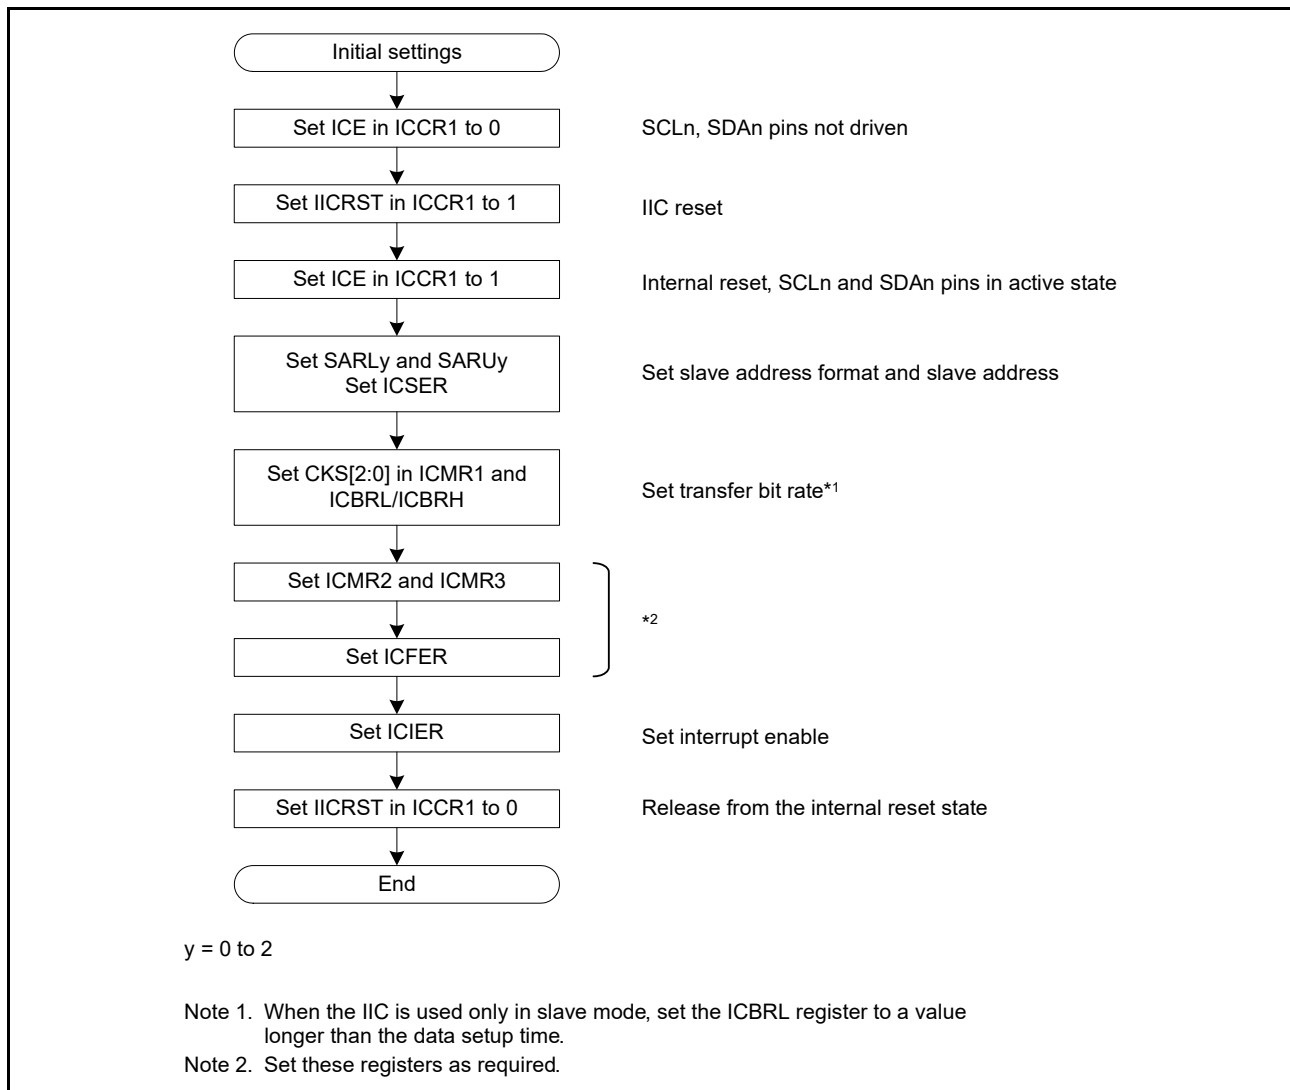 Initial settings
Set ICE in ICCR1 to 0
SCLn, SDAn pins not driven
Set IICRST in ICCR1 to 1
IIC reset
Set ICE in ICCR1 to 1
Internal reset, SCLn and SDAn pins in active state
Set SARLy and SARUy
Set ICSER
Set slave address format and slave address
Set CKS[2:0] in ICMR1 and
ICBRL/ICBRH
Set transfer bit rate*1
Set ICMR2 and ICMR3
*2
Set ICFER
Set ICIER
Set interrupt enable
Set IICRST in ICCR1 to 0
Release from the internal reset state
End
y = 0 to 2
Note 1. When the IIC is used only in slave mode, set the ICBRL register to a value
longer than the data setup time.
Note 2. Set these registers as required.